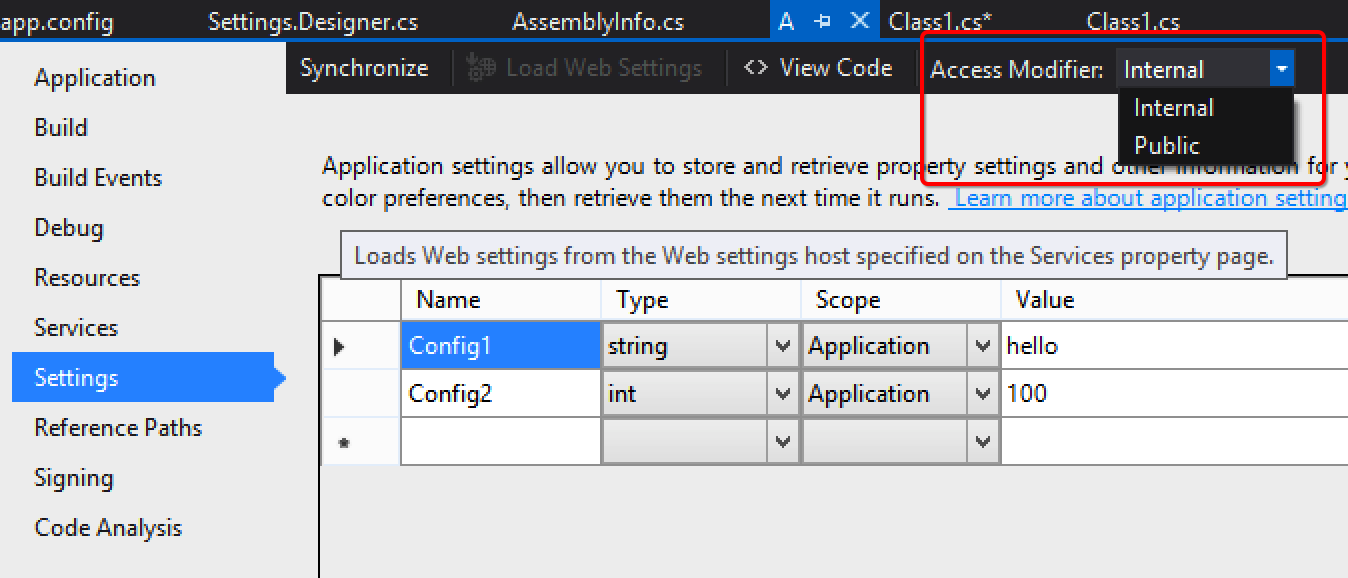 app.config Settings.Designer.cs AssemblyInfo.cs A Class1.cs* Class1.cs
Synchronize Load Web Settings <> View Code Access Modifier: Internal
Internal
Public
Application
Build
Build Events
Debug
Resources
Services
Settings
Reference Paths
Signing
Code Analysis
Application settings allow you to store and retrieve property settings and other information for
color preferences, then retrieve them the next time it runs. Learn more about application setting
Loads Web settings from the Web settings host specified on the Services property page.
Name Type Scope Value
Config1 string Application hello
Config2 int Application 100
*